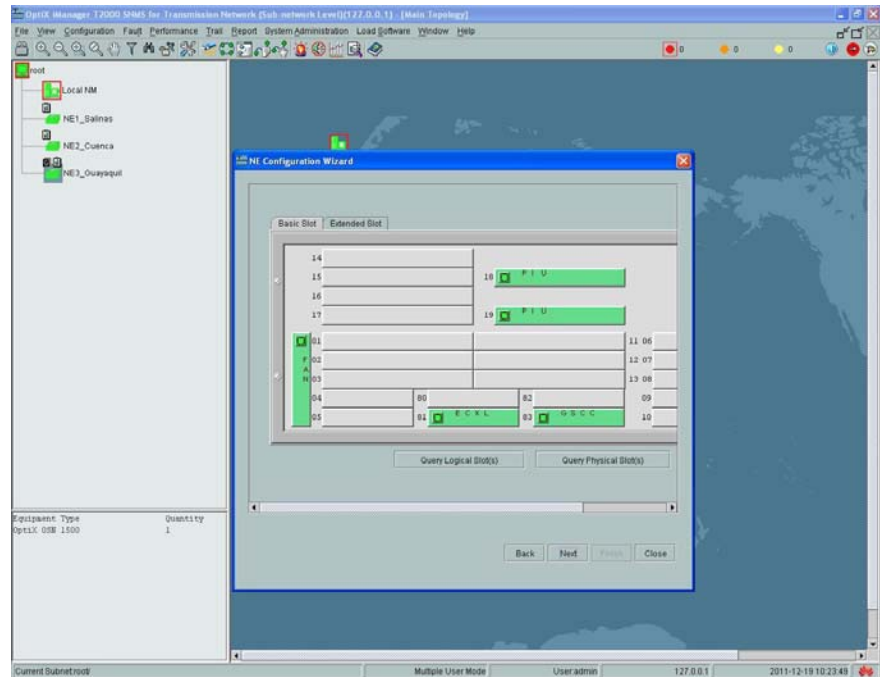 OptiX iManager T2000 SNMS for Transmission Network (Sub-network Level)(127.0.0.1) - [Main Topology]
File View Configuration Fault Performance Trail Report System Administration Load Software Window Help
0 0 0
root
Local NM
NE1_Salinas
NE2_Cuenca
NE3_Guayaquil
NE Configuration Wizard
Basic Slot Extended Slot
14
15 18 PIU
16
17 19 PIU
01 11 06
FAN
02 12 07
03 13 08
04 80 82 09
05 81 ECXL 83 GSCC 10
Query Logical Slot(s) Query Physical Slot(s)
Back Next Finish Close
Equipment Type Quantity
OptiX OSN 1500 1
Current Subnet:root/ Multiple User Mode User:admin 127.0.0.1 2011-12-19 10:23:49